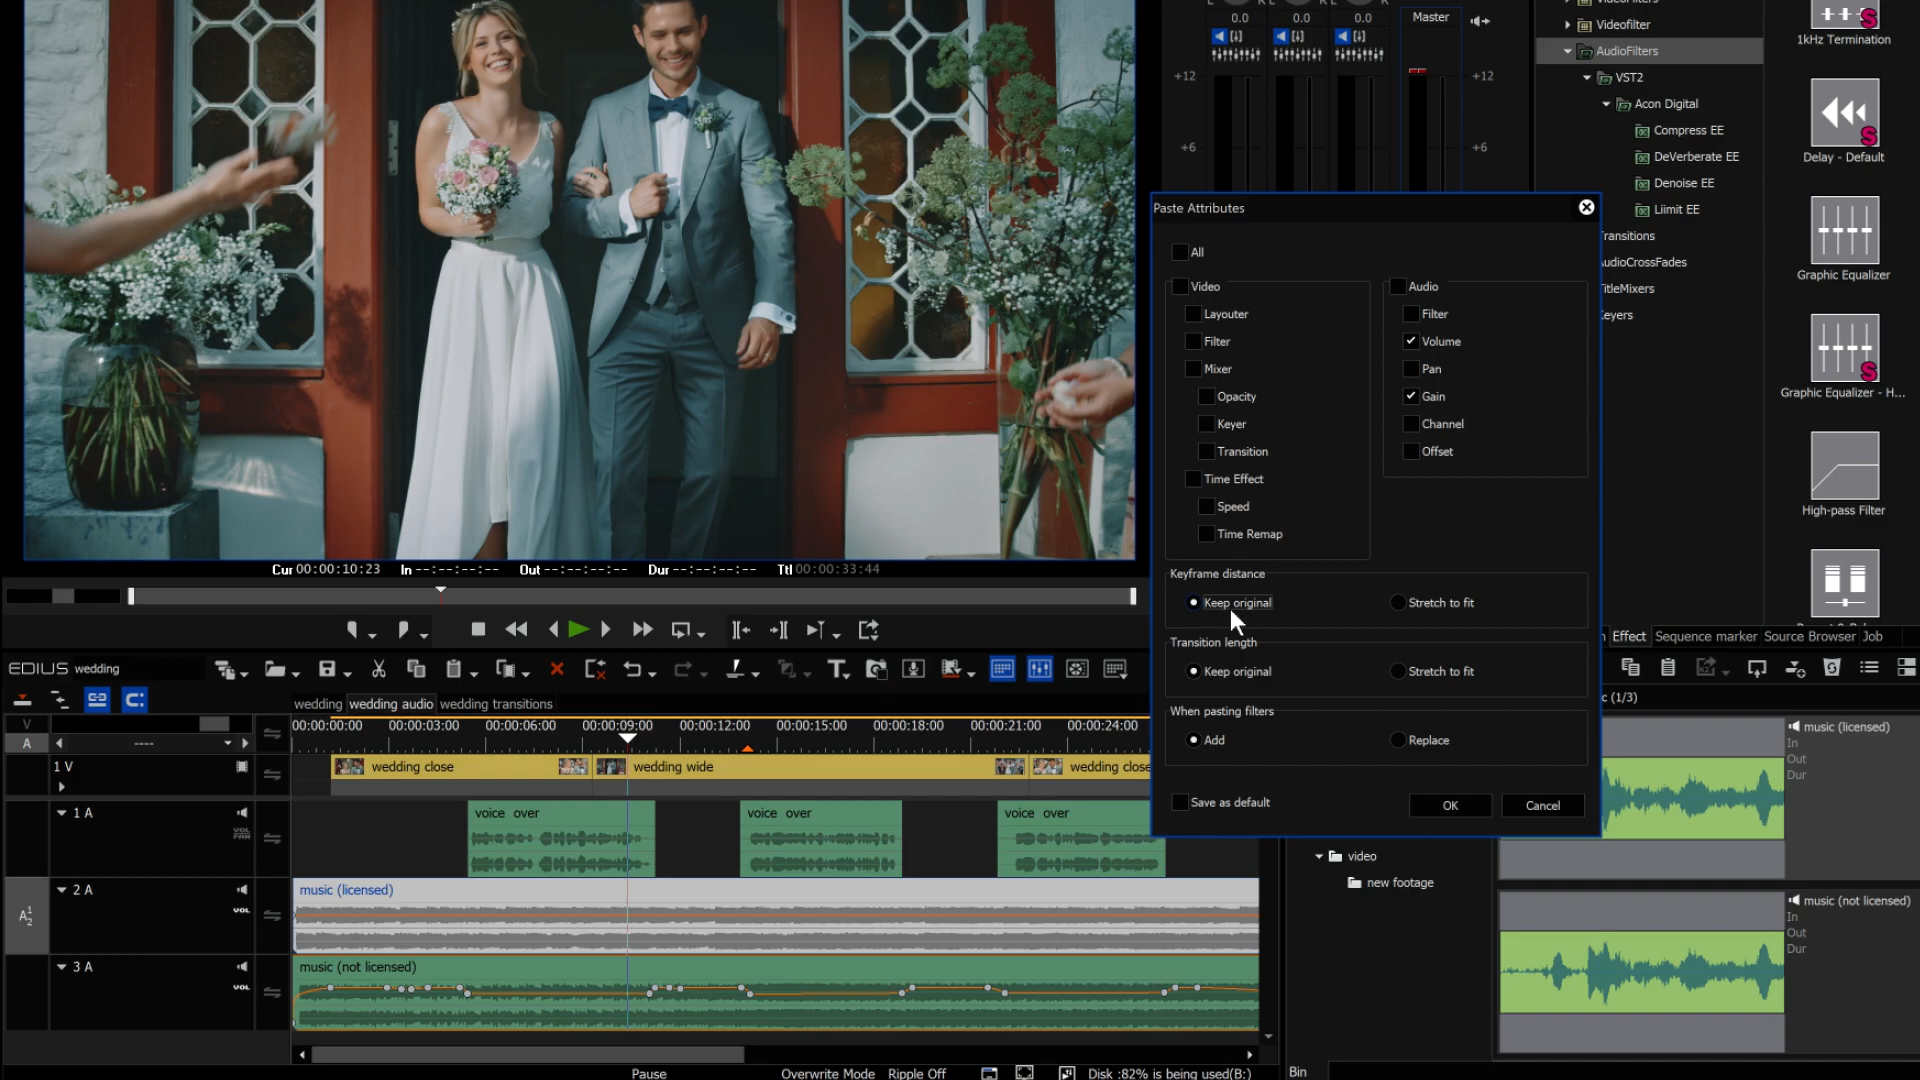 0.0 0.0 0.0 Master
+12 +12
+6 +6
Videofilter
AudioFilters
VST2
Acon Digital
Compress EE
DeVerberate EE
Denoise EE
Limit EE
1kHz Termination
Delay - Default
Graphic Equalizer
Graphic Equalizer - H...
High-pass Filter
Paste Attributes
All
Video
Layouter
Filter
Mixer
Opacity
Keyer
Transition
Time Effect
Speed
Time Remap
Audio
Filter
Volume
Pan
Gain
Channel
Offset
Keyframe distance
Keep original
Stretch to fit
Transition length
Keep original
Stretch to fit
When pasting filters
Add
Replace
Save as default
OK
Cancel
Cur 00:00:10:23 In --:--:--:-- Out --:--:--:-- Dur --:--:--:-- Ttl 00:00:33:44
Effect Sequence marker Source Browser Job
EDIUS wedding
wedding wedding audio wedding transitions
00:00:00:00 00:00:03:00 00:00:06:00 00:00:09:00 00:00:12:00 00:00:15:00 00:00:18:00 00:00:21:00 00:00:24:00
V
A ----
1 V
wedding close
wedding wide
wedding close
1 A
VOL
PAN
voice over
voice over
voice over
2 A
VOL
A 1 2
music (licensed)
3 A
VOL
music (not licensed)
(1/3)
music (licensed)
In
Out
Dur
music (not licensed)
In
Out
Dur
video
new footage
Bin
Pause
Overwrite Mode
Ripple Off
Disk :82% is being used(B:)